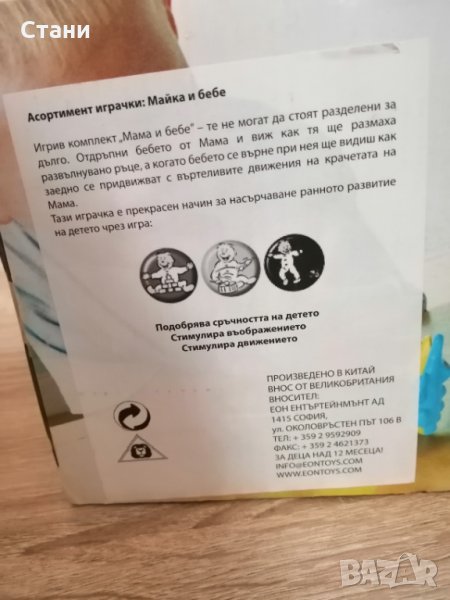 Стани
Асортимент играчки: Майка и бебе
Игрив комплект „Мама и бебе" – те не могат да стоят разделени за
дълго. Отдръпни бебето от Мама и виж как тя ще размаха
развълнувано ръце, а когато бебето се върне при нея ще видиш как
заедно се придвижват с въртеливите движения на крачетата на
Мама.
Тази играчка е прекрасен начин за насърчаване ранното развитие
на детето чрез игра:
Подобрява сръчността на детето
Стимулира въображението
Стимулира движението
ПРОИЗВЕДЕНО В КИТАЙ
ВНОС ОТ ВЕЛИКОБРИТАНИЯ
ВНОСИТЕЛ:
ЕОН ЕНТЪРТЕЙНМЪНТ АД
1415 СОФИЯ,
ул. ОКОЛОВРЪСТЕН ПЪТ 106 В
ТЕЛ: + 359 2 9592909
ФАКС: + 359 2 4621373
ЗА ДЕЦА НАД 12 МЕСЕЦА!
INFO@EONTOYS.COM
WWW.EONTOYS.COM
bazar